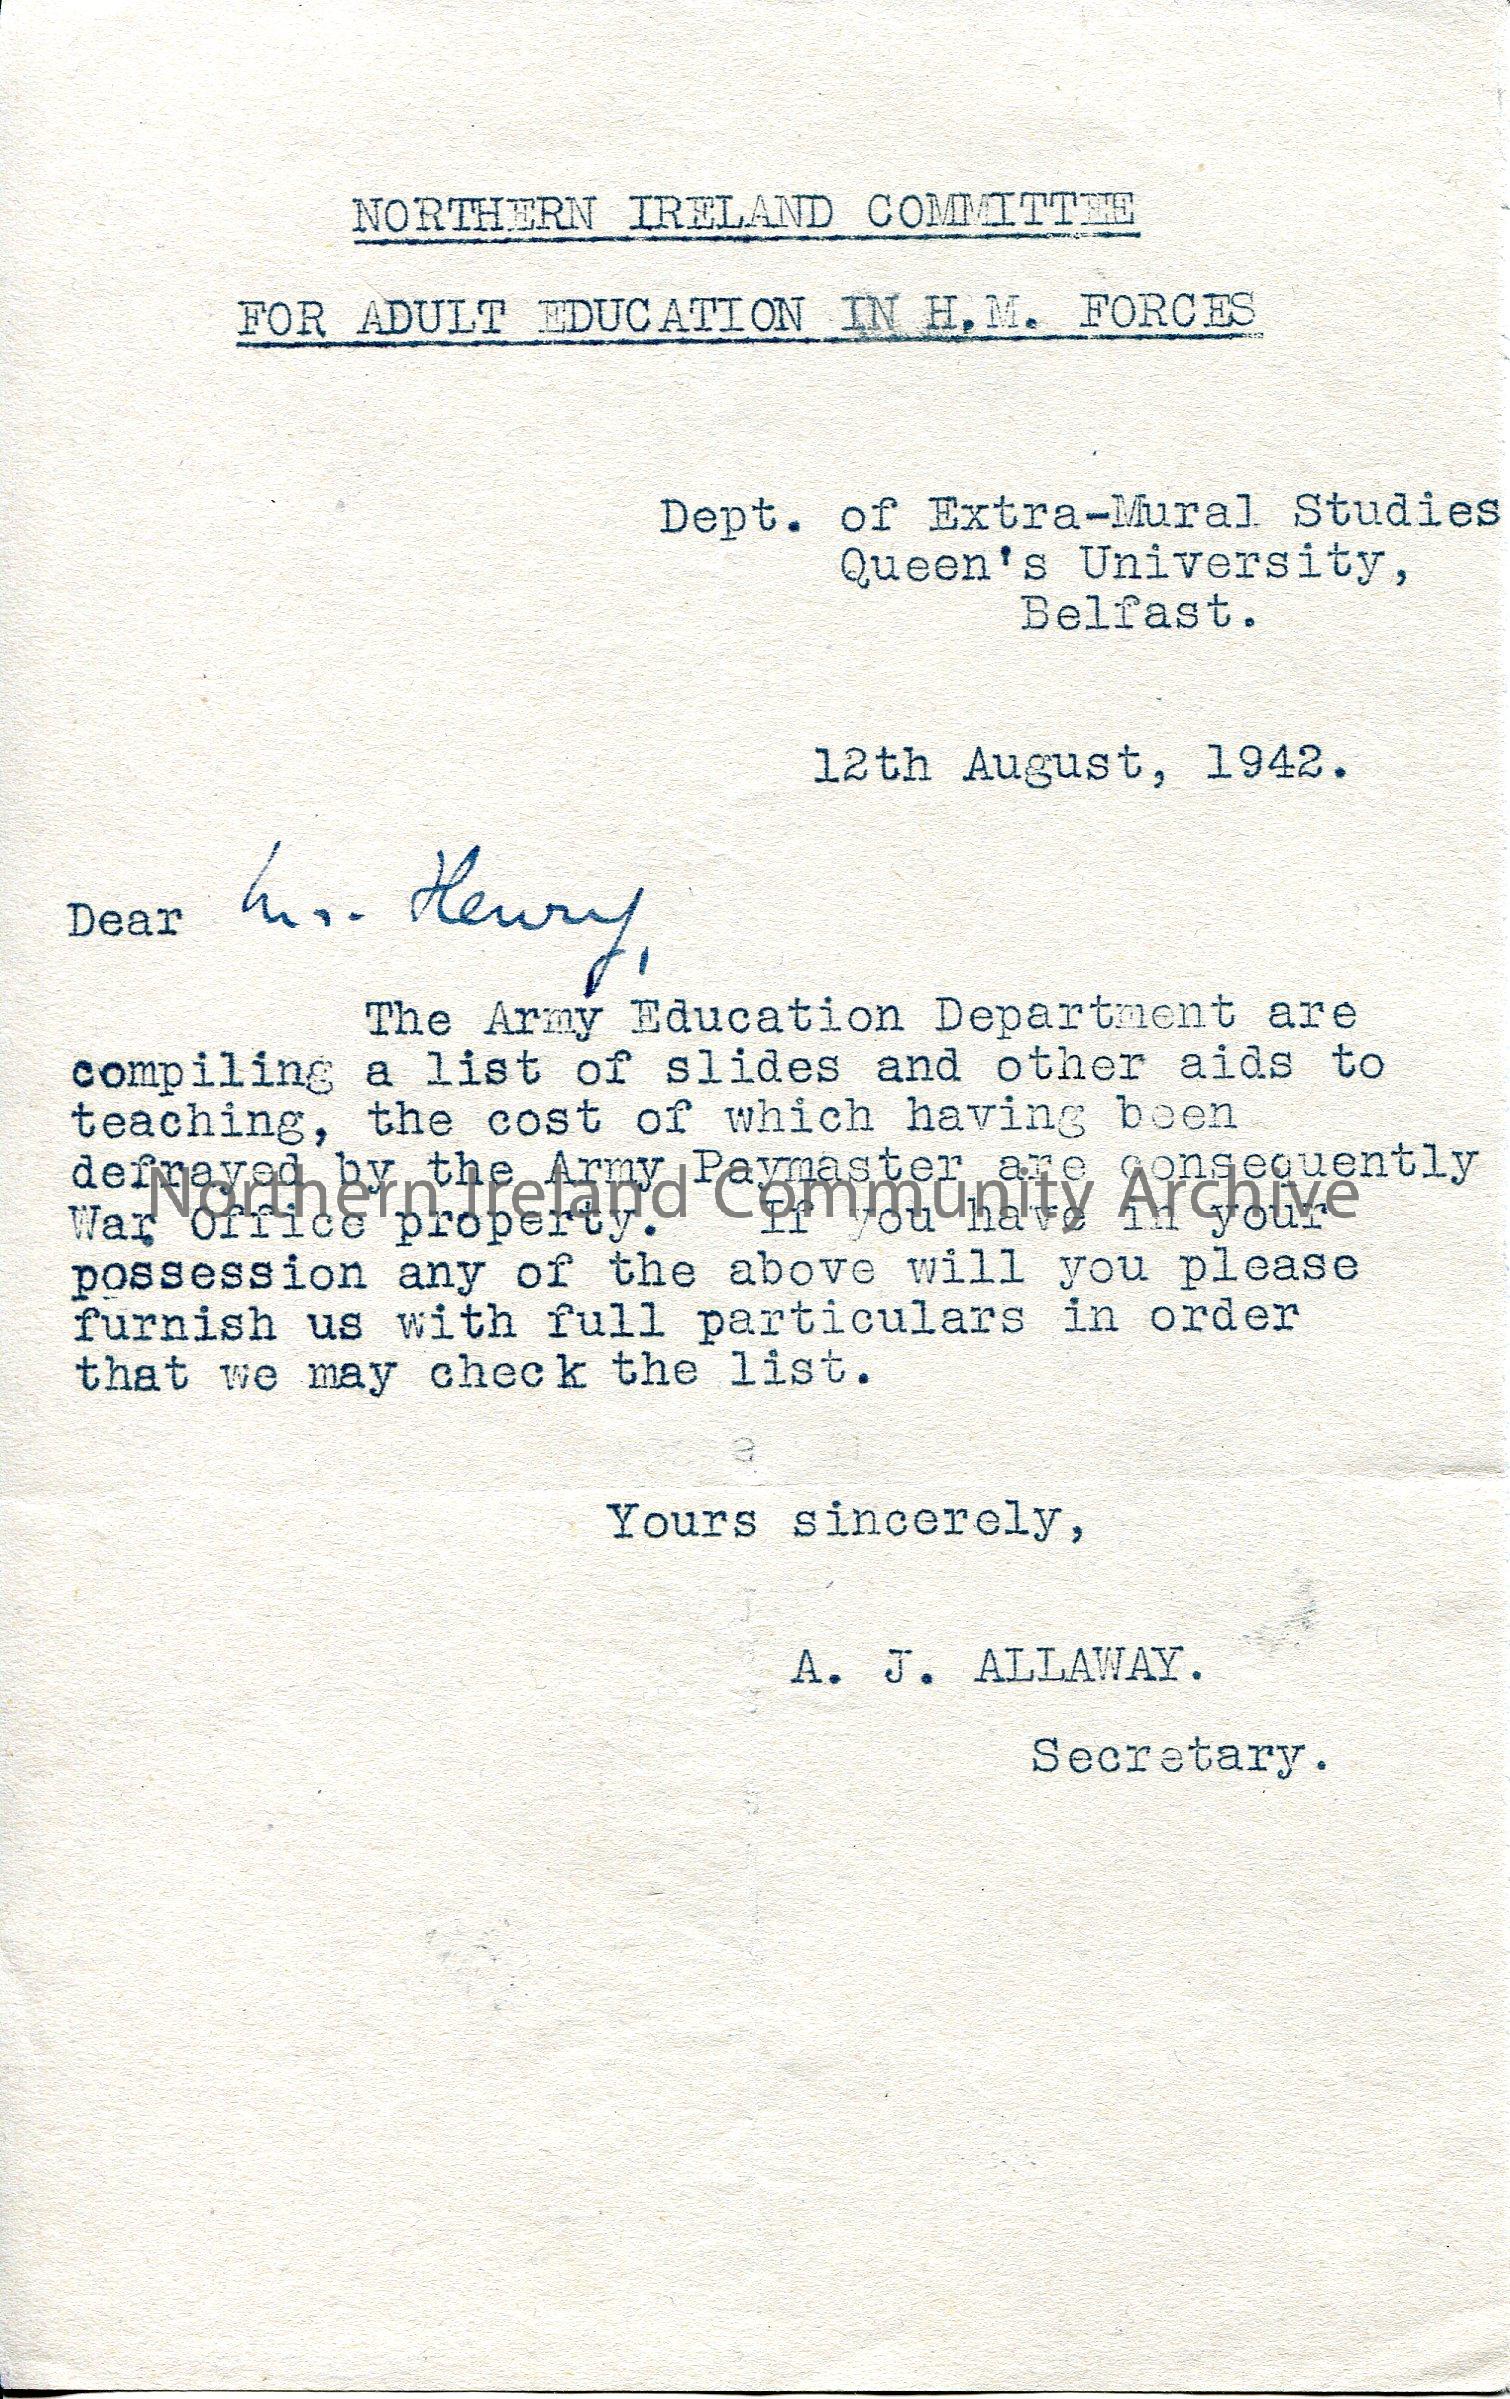 NORTHERN IRELAND COMMITTEE
FOR ADULT EDUCATION IN H.M. FORCES
Dept. of Extra-Mural Studies
Queen's University,
Belfast.
12th August, 1942.
Dear Mr. Henry,
The Army Education Department are
compiling a list of slides and other aids to
teaching, the cost of which having been
defrayed by the Army Paymaster are consequently
Northern Ireland Community Archive
War Office property. If you have in your
possession any of the above will you please
furnish us with full particulars in order
that we may check the list.
Yours sincerely,
A. J. ALLAWAY.
Secretary.